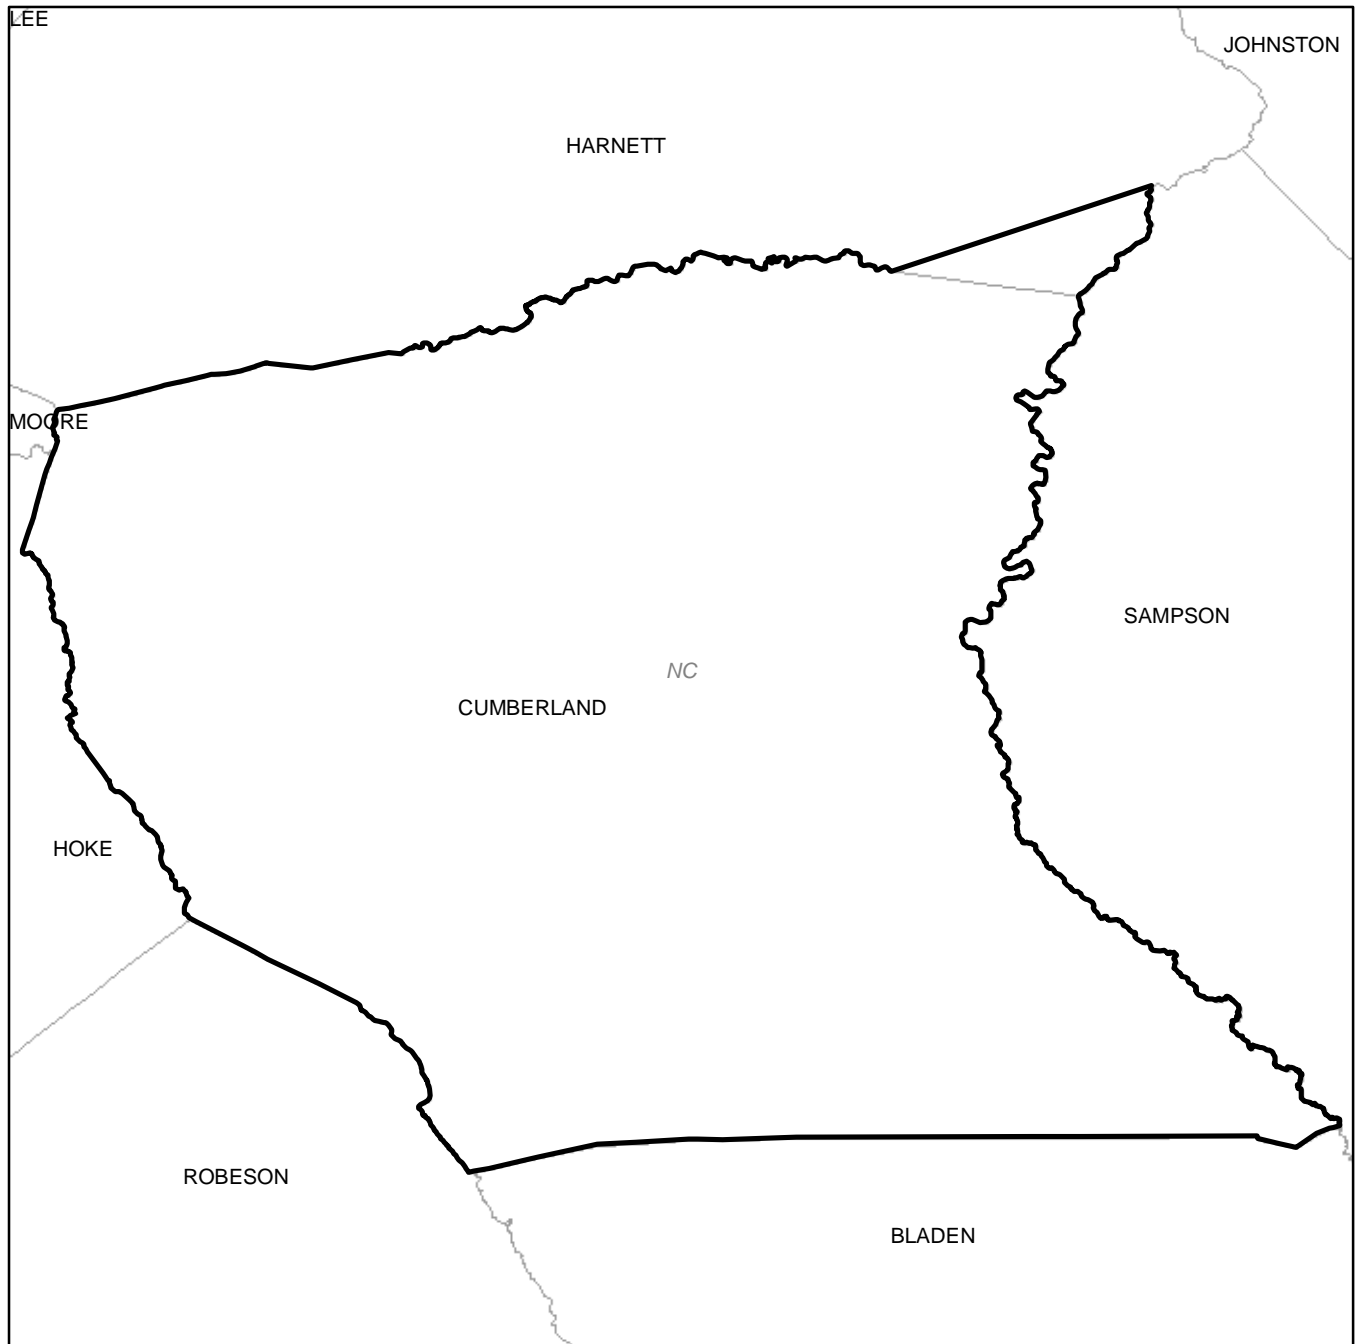 LEE
JOHNSTON
HARNETT
MOORE
SAMPSON
NC
CUMBERLAND
HOKE
ROBESON
BLADEN